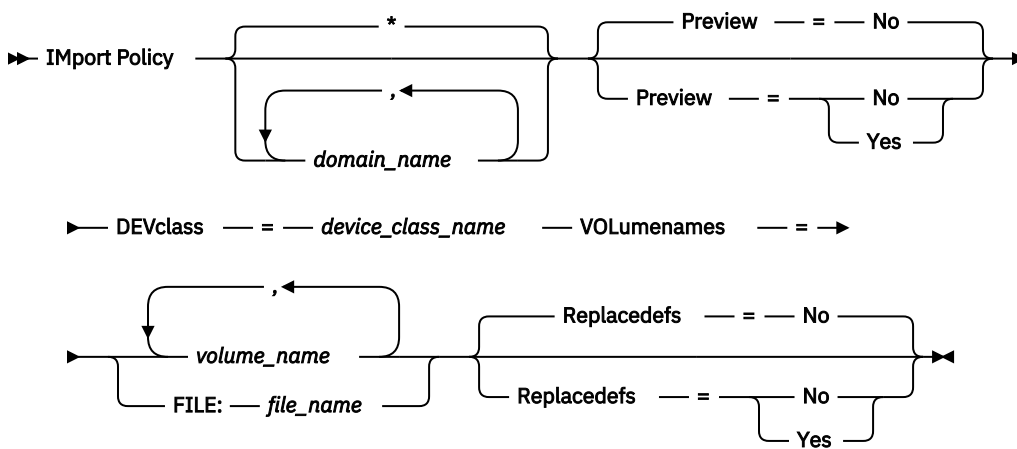 *
Preview = No
IMport Policy
,
Preview = No
Yes
domain_name
DEVclass = device_class_name VOLumenames =
,
Replacedefs = No
volume_name
Replacedefs = No
FILE: file_name
Yes